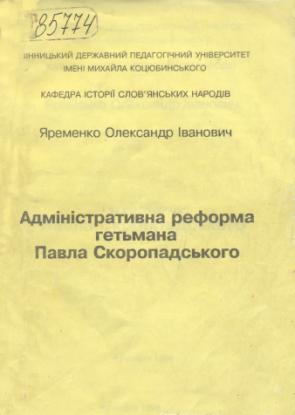 85774
ІННИЦЬКИЙ ДЕРЖАВНИЙ ПЕДАГОГІЧНИЙ УНІВЕРСИТЕТ
ІМЕНІ МИХАЙЛА КОЦЮБИНСЬКОГО
КАФЕДРА ІСТОРІЇ СЛОВ'ЯНСЬКИХ НАРОДІВ
Яременко Олександр Іванович
Адміністративна реформа
гетьмана
Павла Скоропадського